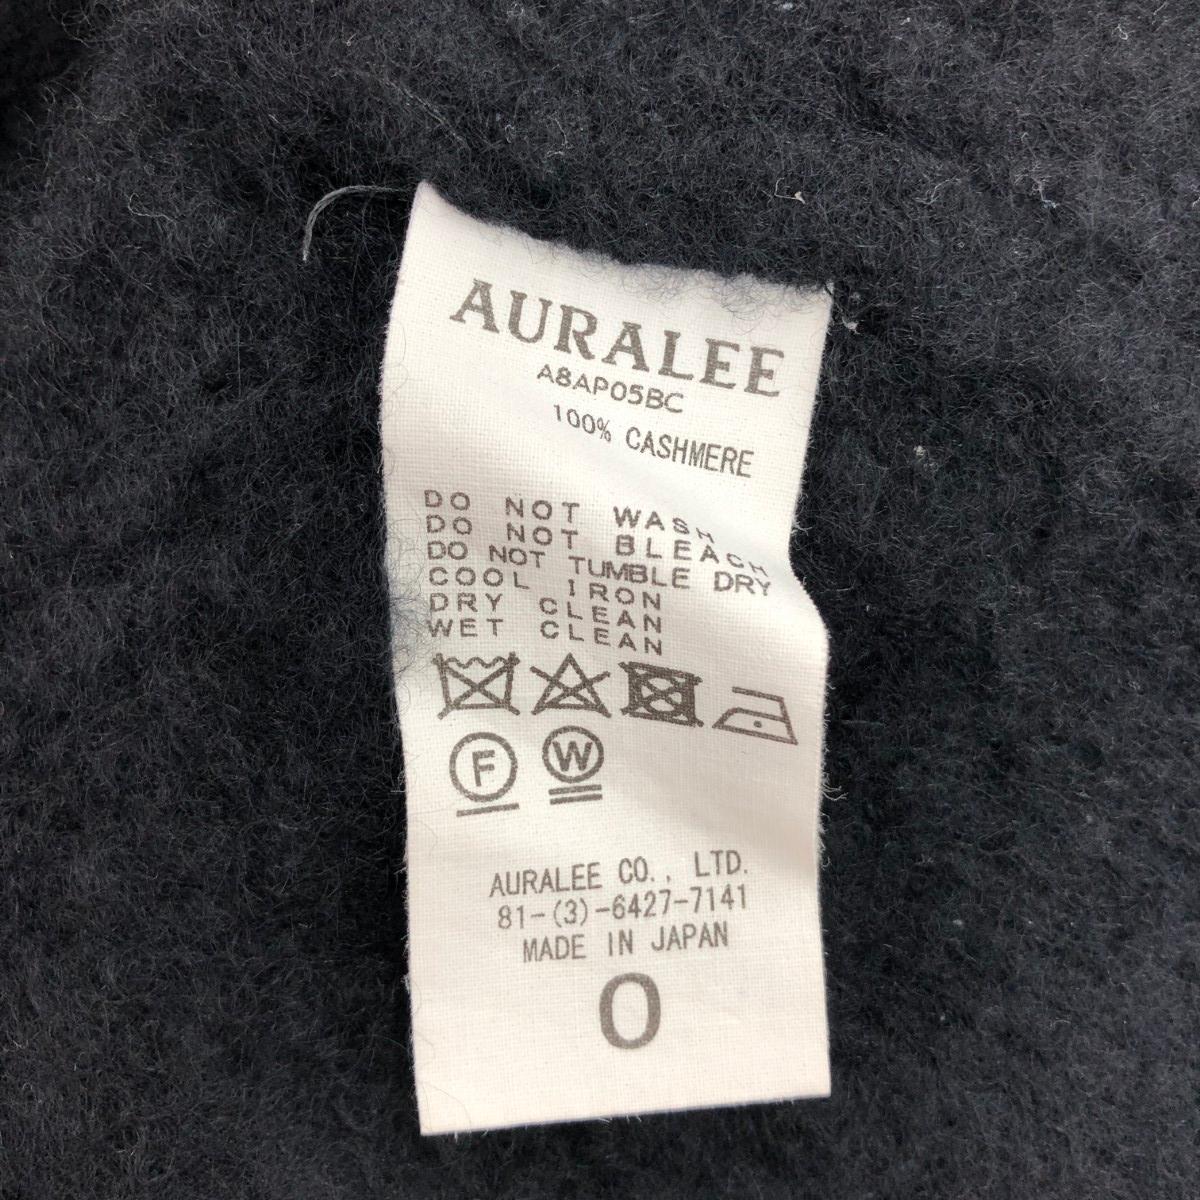 AURALEE
A8AP05BC
100% CASHMERE
DO NOT WASH
DO NOT BLEACH
DO NOT TUMBLE DRY
COOL IRON
DRY CLEAN
WET CLEAN
F W
AURALEE CO., LTD.
81-(3)-6427-7141
MADE IN JAPAN
0